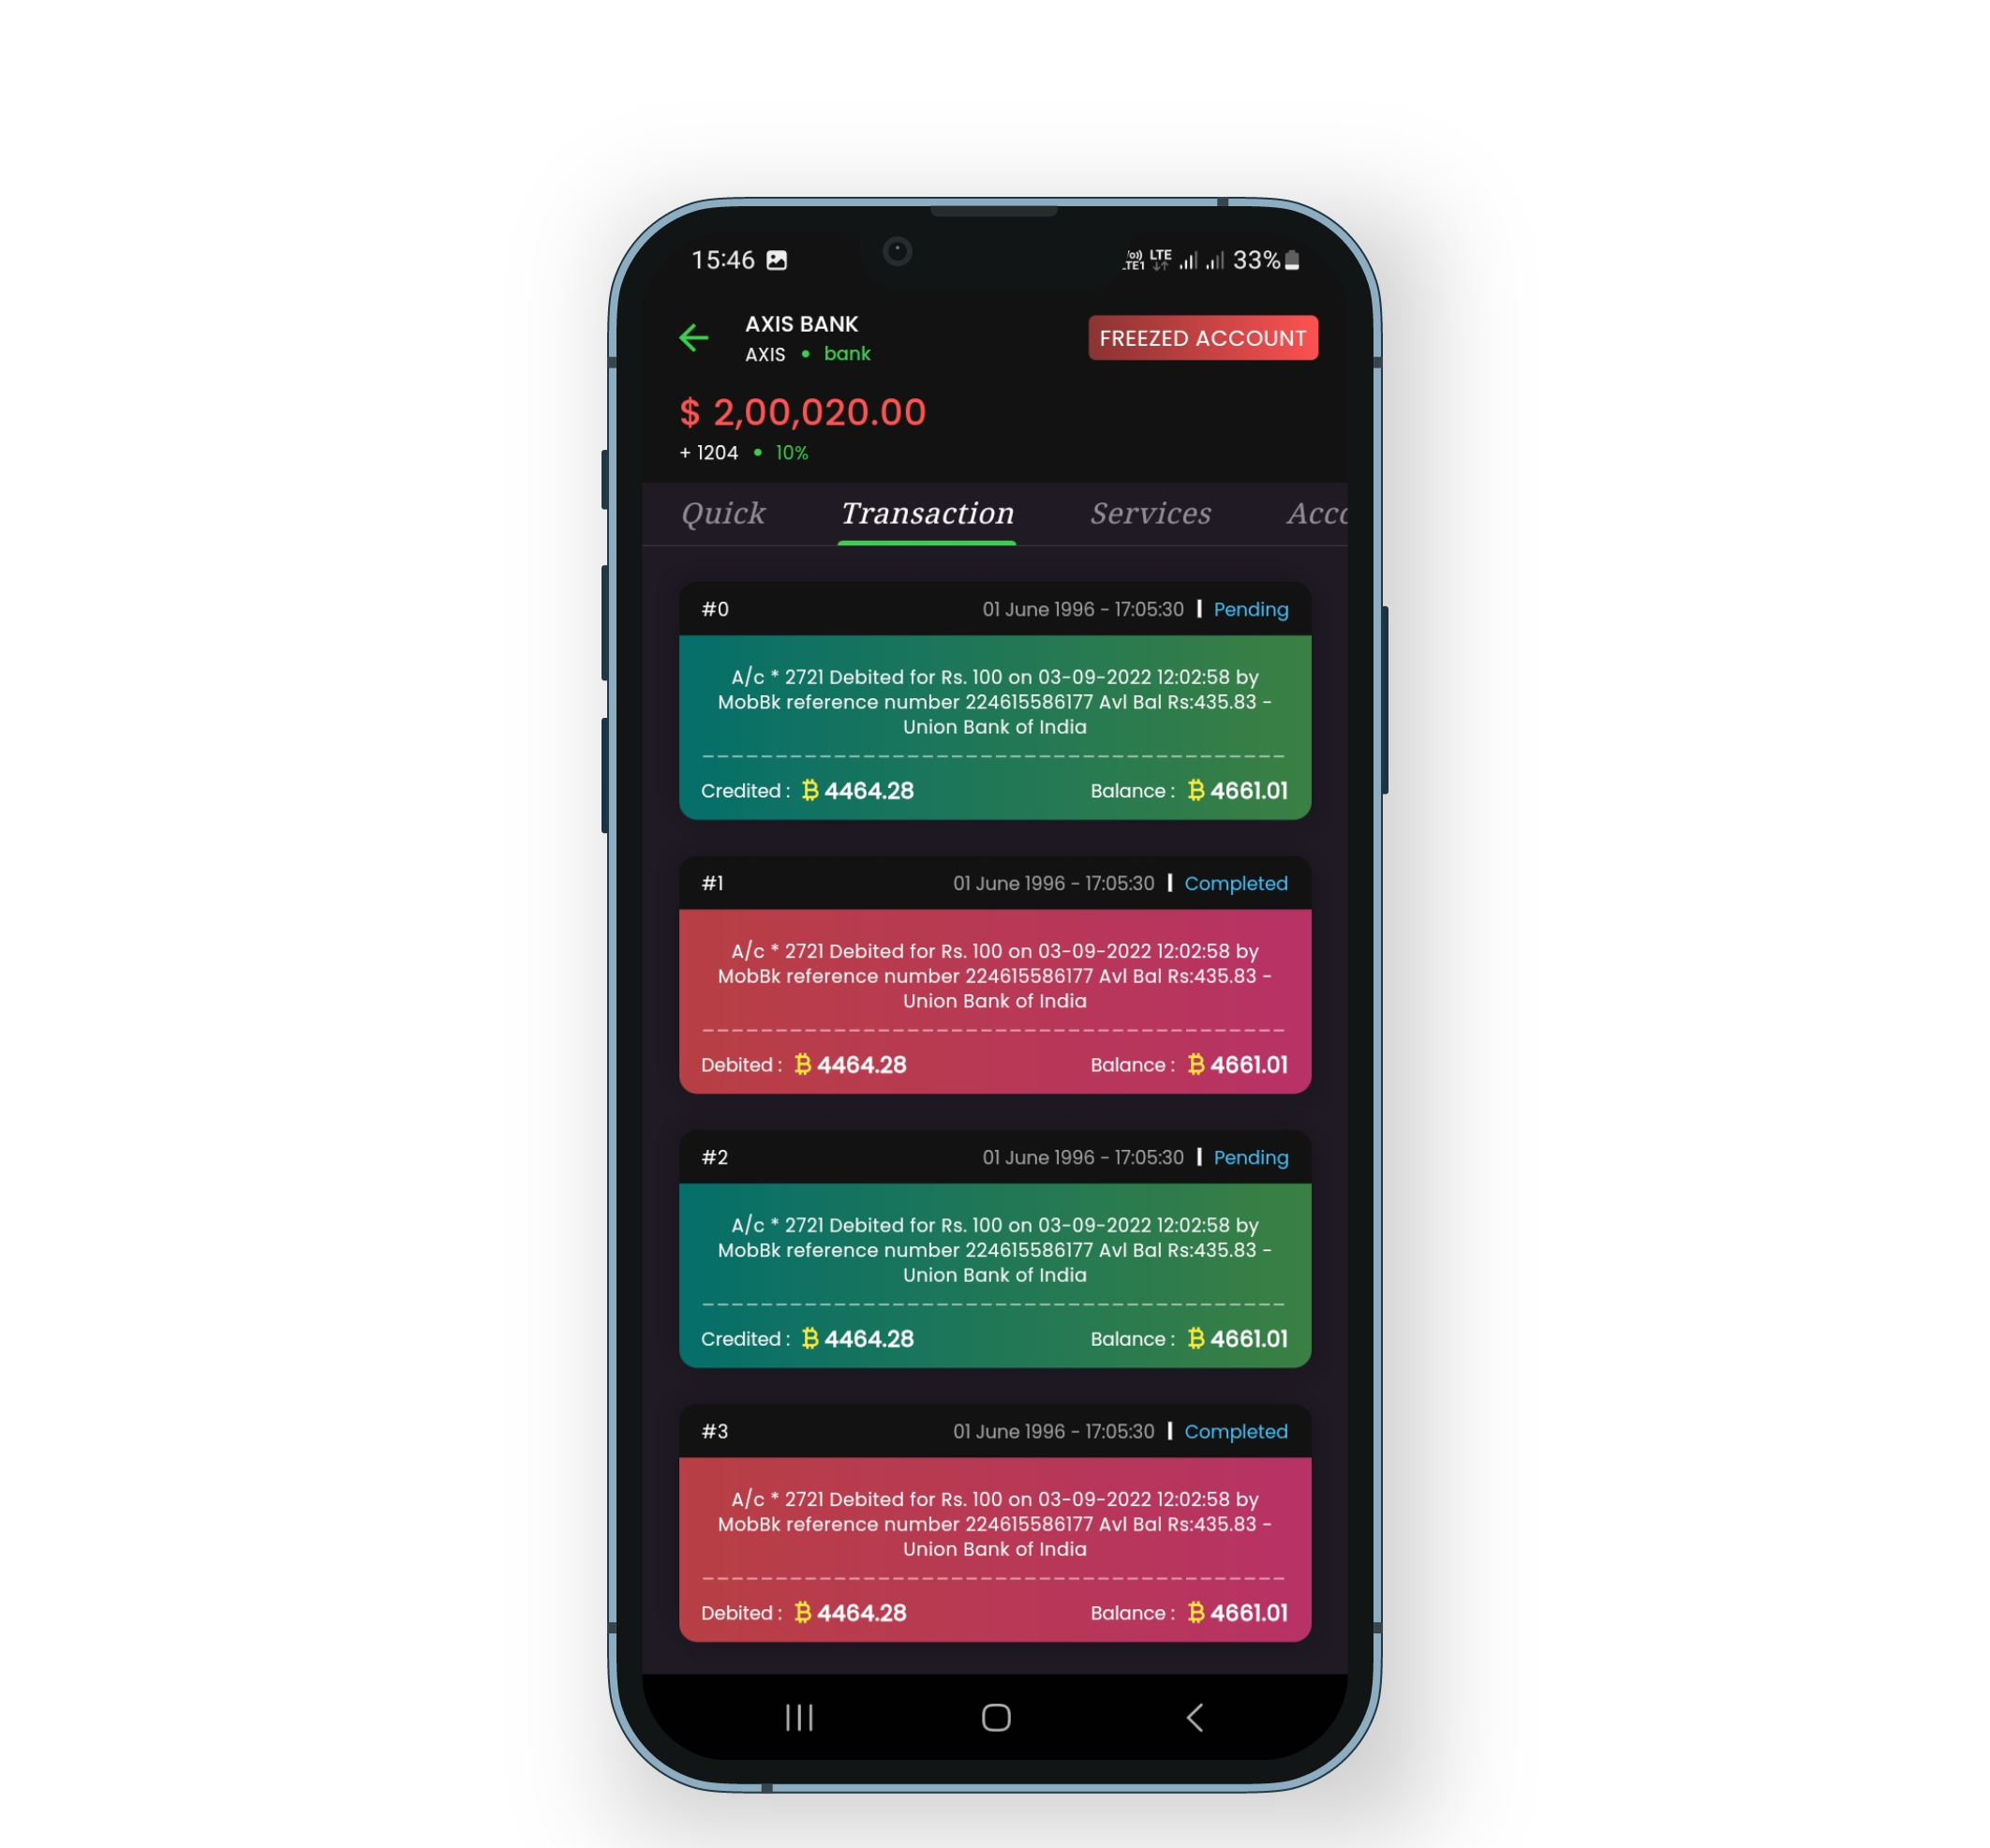 15:46 LTE 33%
LTE1
AXIS BANK
AXIS • bank
FREEZED ACCOUNT
$ 2,00,020.00
+ 1204 • 10%
Quick Transaction Services Acco
#0 01 June 1996 - 17:05:30 | Pending
A/c * 2721 Debited for Rs. 100 on 03-09-2022 12:02:58 by
MobBk reference number 224615586177 Avl Bal Rs:435.83 -
Union Bank of India
Credited : ₿ 4464.28 Balance : ₿ 4661.01
#1 01 June 1996 - 17:05:30 | Completed
A/c * 2721 Debited for Rs. 100 on 03-09-2022 12:02:58 by
MobBk reference number 224615586177 Avl Bal Rs:435.83 -
Union Bank of India
Debited : ₿ 4464.28 Balance : ₿ 4661.01
#2 01 June 1996 - 17:05:30 | Pending
A/c * 2721 Debited for Rs. 100 on 03-09-2022 12:02:58 by
MobBk reference number 224615586177 Avl Bal Rs:435.83 -
Union Bank of India
Credited : ₿ 4464.28 Balance : ₿ 4661.01
#3 01 June 1996 - 17:05:30 | Completed
A/c * 2721 Debited for Rs. 100 on 03-09-2022 12:02:58 by
MobBk reference number 224615586177 Avl Bal Rs:435.83 -
Union Bank of India
Debited : ₿ 4464.28 Balance : ₿ 4661.01